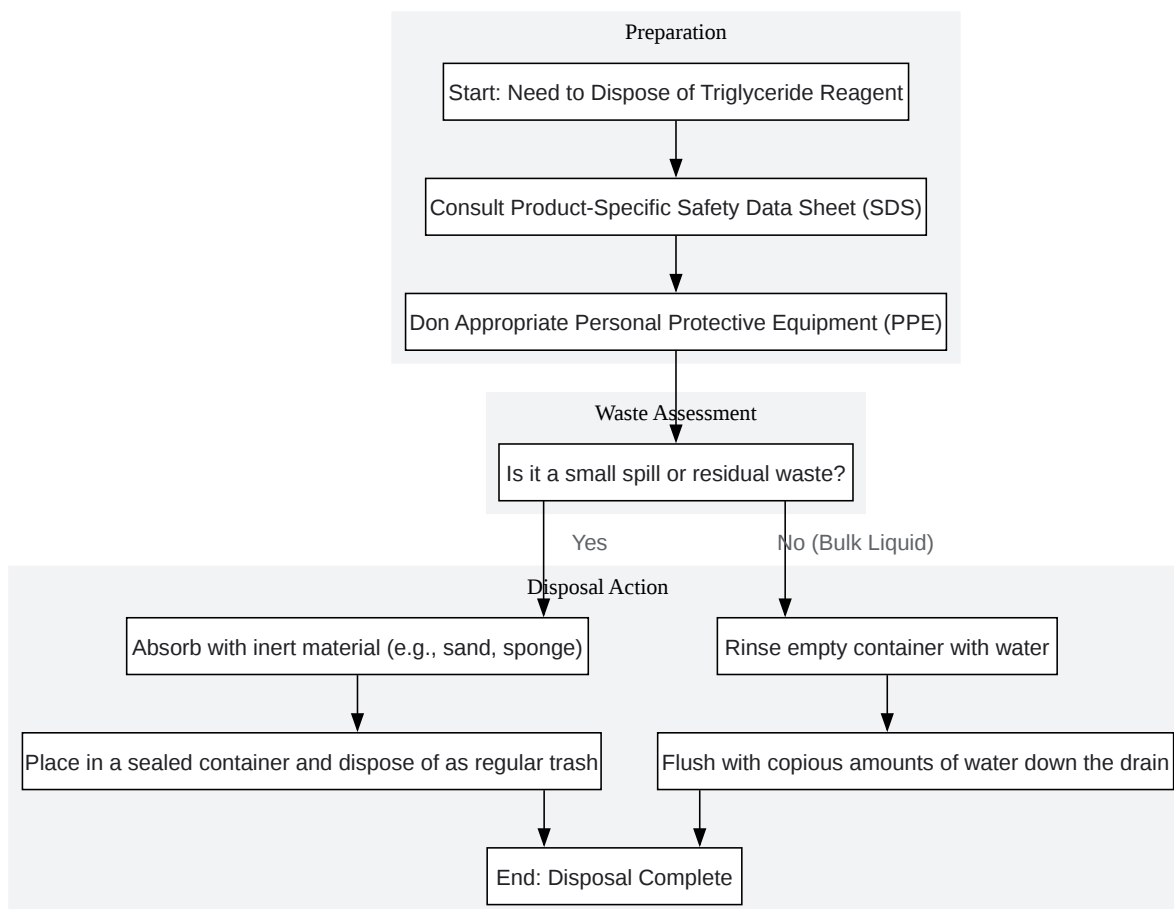 Preparation
Start: Need to Dispose of Triglyceride Reagent
Consult Product-Specific Safety Data Sheet (SDS)
Don Appropriate Personal Protective Equipment (PPE)
Waste Assessment
Is it a small spill or residual waste?
Yes
No (Bulk Liquid)
Disposal Action
Absorb with inert material (e.g., sand, sponge)
Rinse empty container with water
Place in a sealed container and dispose of as regular trash
Flush with copious amounts of water down the drain
End: Disposal Complete